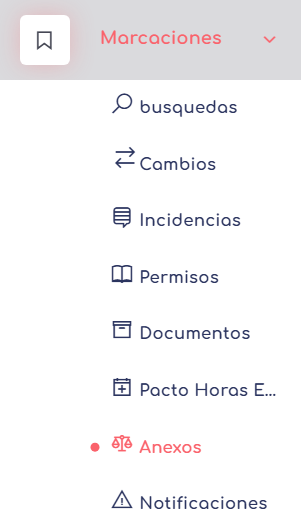 Marcaciones
busquedas
Cambios
Incidencias
Permisos
Documentos
Pacto Horas E...
Anexos
Notificaciones